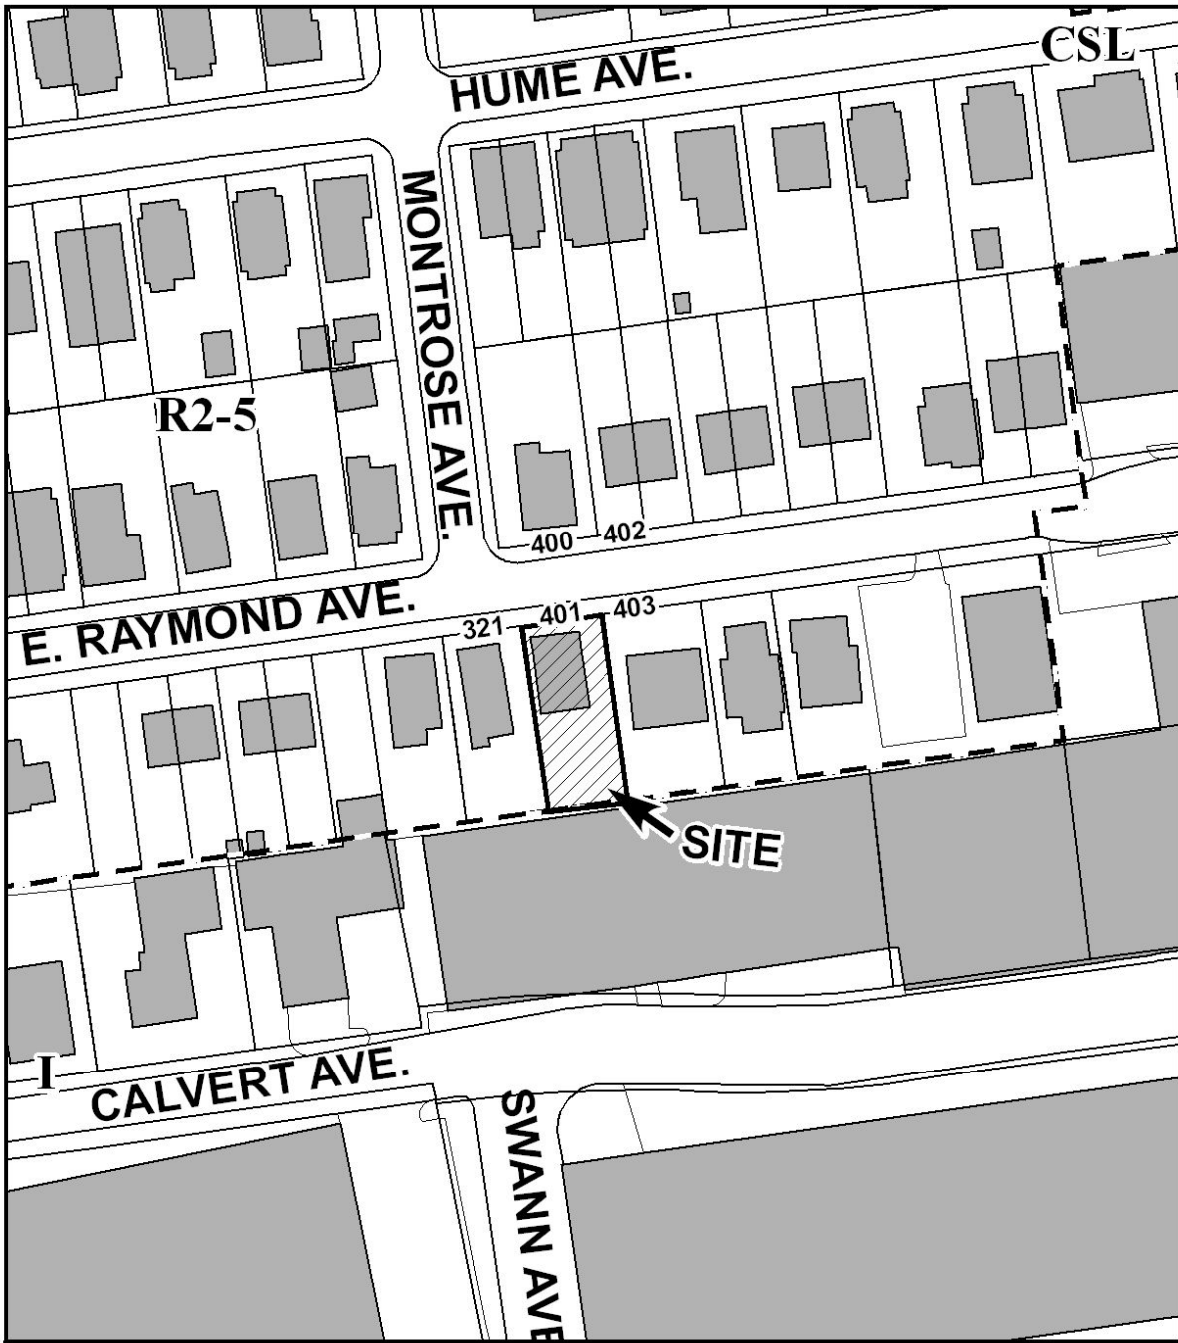 CSL
HUME AVE.
MONTROSE AVE.
R2-5
400 402
E. RAYMOND AVE.
321 401 403
SITE
I
CALVERT AVE.
SWANN AVE